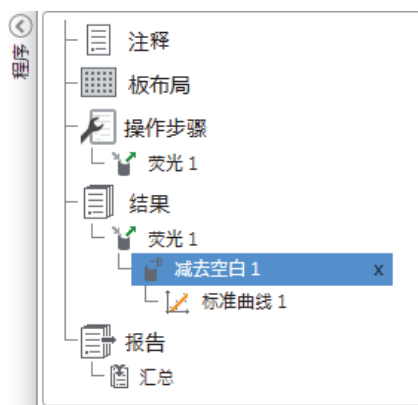 程序
注释
板布局
操作步骤
荧光 1
结果
荧光 1
减去空白 1 x
标准曲线 1
报告
汇总